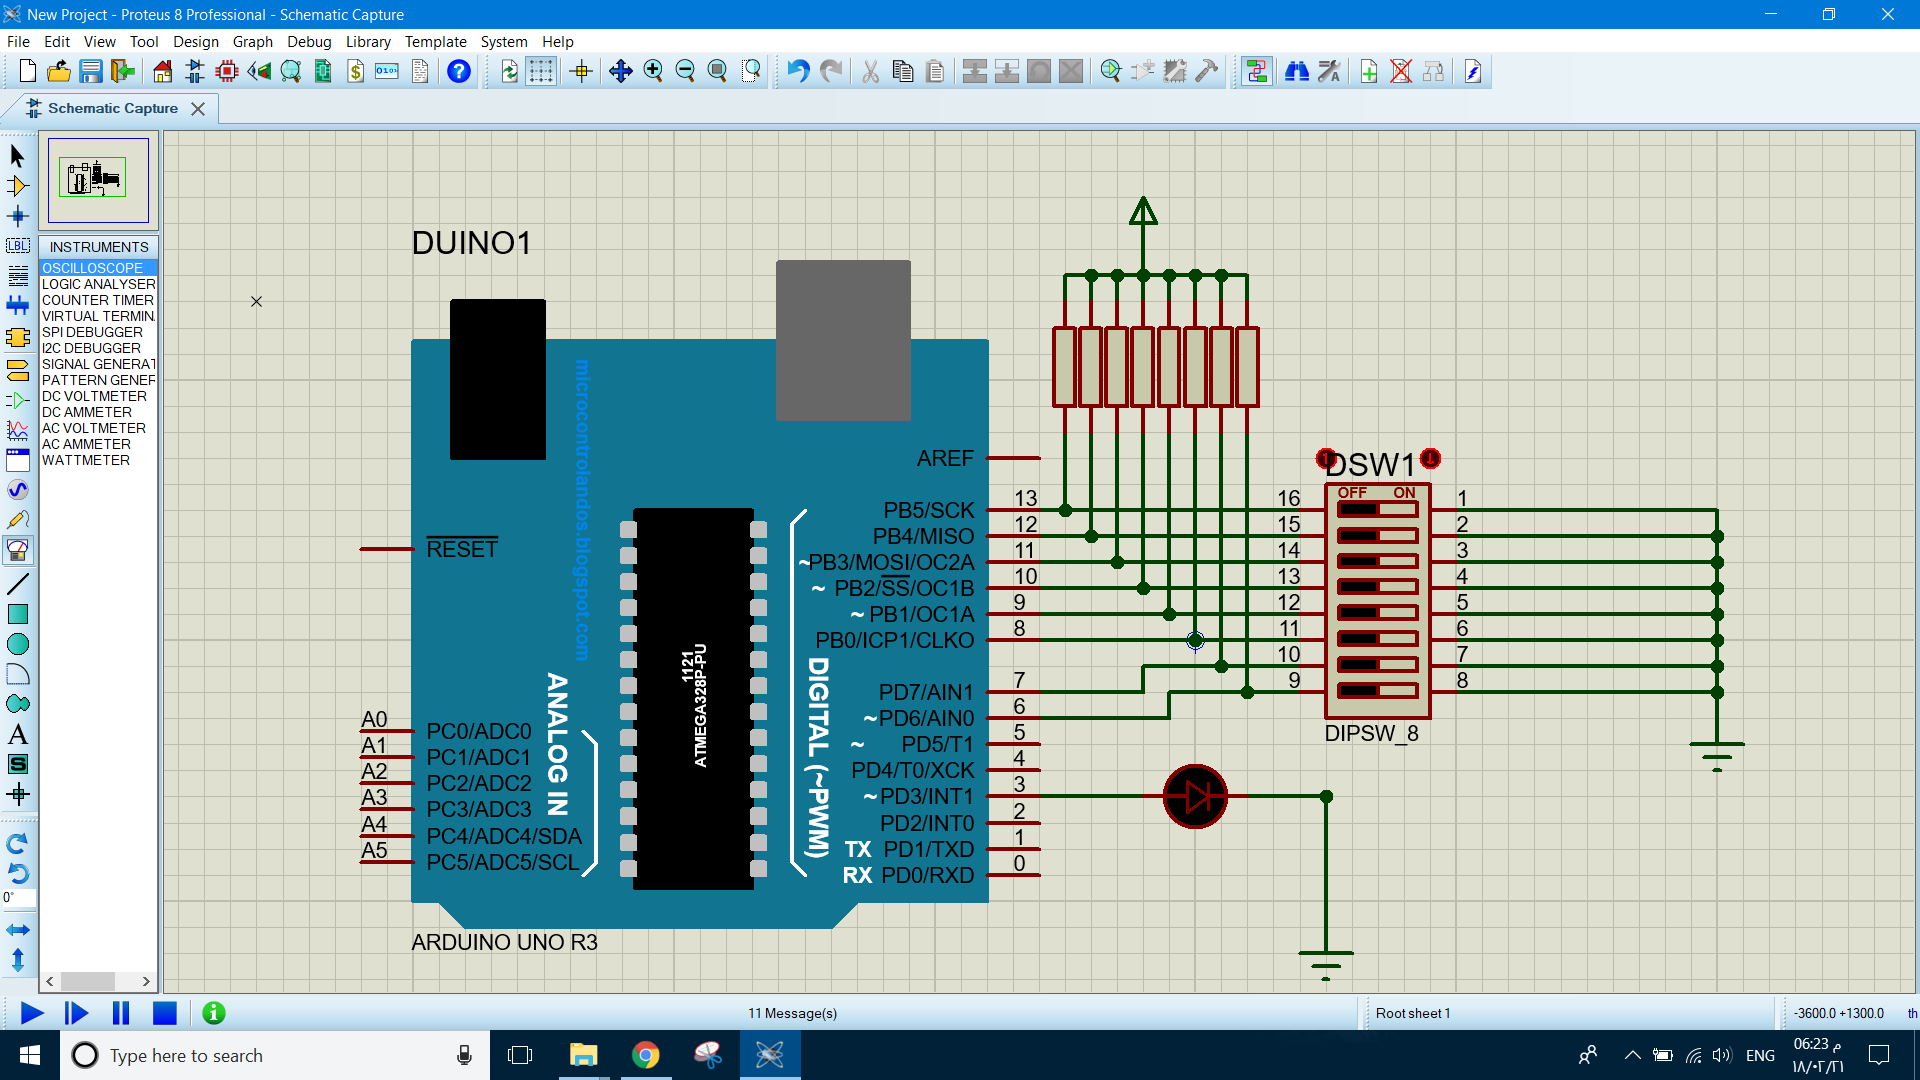 New Project - Proteus 8 Professional - Schematic Capture
File Edit View Tool Design Graph Debug Library Template System Help
Schematic Capture
LBL
INSTRUMENTS
OSCILLOSCOPE
LOGIC ANALYSER
COUNTER TIMER
VIRTUAL TERMIN
SPI DEBUGGER
I2C DEBUGGER
SIGNAL GENERAT
PATTERN GENER
DC VOLTMETER
DC AMMETER
AC VOLTMETER
AC AMMETER
WATTMETER
A
S
0°
DUINO1
microcontrolandos.blogspot.com
RESET
AREF
PB5/SCK 13
PB4/MISO 12
~PB3/MOSI/OC2A 11
~ PB2/SS/OC1B 10
~ PB1/OC1A 9
PB0/ICP1/CLKO 8
PD7/AIN1 7
~PD6/AIN0 6
~ PD5/T1 5
PD4/T0/XCK 4
~PD3/INT1 3
PD2/INT0 2
TX PD1/TXD 1
RX PD0/RXD 0
DIGITAL (~PWM)
1121
ATMEGA328P-PU
ANALOG IN
A0 PC0/ADC0
A1 PC1/ADC1
A2 PC2/ADC2
A3 PC3/ADC3
A4 PC4/ADC4/SDA
A5 PC5/ADC5/SCL
ARDUINO UNO R3
DSW1
OFF ON
16 1
15 2
14 3
13 4
12 5
11 6
10 7
9 8
DIPSW_8
11 Message(s)
Root sheet 1
-3600.0 +1300.0 th
Type here to search
ENG
06:23 م
١٨/٠٢/٢١